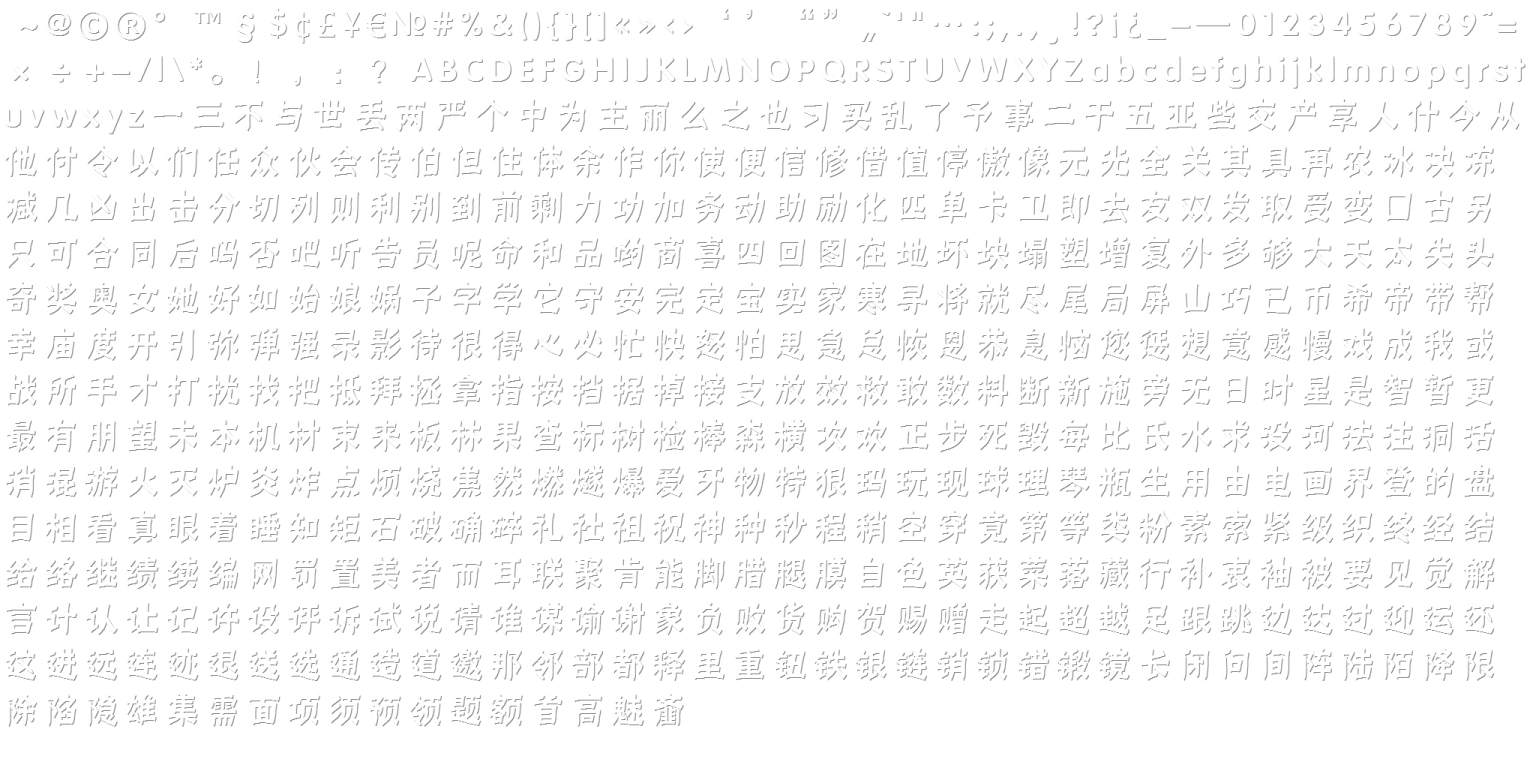 ~@©®° ™ § $¢£¥€№#%&(){}[]«»‹› ‘’ “” „ˇ'"…:;,.‚!?¡¿_–—0123456789˜=
×÷+−/|\*。！，：？ABCDEFGHIJKLMNOPQRSTUVWXYZabcdefghijklmnopqrst
uvwxyz一三不与世丢两严个中为主丽么之也习买乱了予事二干五亚些交产享人什今从
他付令以们任众伙会传伯但住体余作你使便信修借值停傲像元光全关其具再农冰决冻
减几凶出击分切列则利别到前剩力功加务动助励化匹单卡卫即去友双发取受变口古另
只可合同后吗否吧听告员呢命和品哟商喜四回图在地坏块塌塑增复外多够大天太失头
奇奖奥女她好如始娘娲子字学它守安完定宝实家寒寻将就尽尾局屏山巧已币希帝带帮
幸庙度开引弥弹强录影待很得心必忙快怒怕思急总恢恩恭息恼您惩想意感慢戏成我或
战所手才打扰找把抵拜拯拿指按挡据掉接支放效救敢数料断新施旁无日时星是智暂更
最有朋望未本机材束来板林果查标树检棒森横次欢正步死毁每比氏水求没河法注洞活
消混游火灭炉炎炸点烦烧焦然燃燧爆爱牙物特狠玛玩现球理琴瓶生用由电画界登的盘
目相看真眼着睡知矩石破确碎礼社祖祝神种秒程稍空穿竟第等类粉素索紧级织终经结
给络继绩续编网罚置美者而耳联聚肯能脚腊腿膜自色英获菜落藏行补衷袖被要见觉解
言计认让记许设评诉试说请谁谋谕谢象负败货购贺赐赠走起超越足跟跳边达过迎运还
这进远连迹退送选通造道邀那邻部都释里重钮铁银链销锁错锻镜长闭问间阵陆陌降限
除陷隐雄集需面项须预领题额首高魅